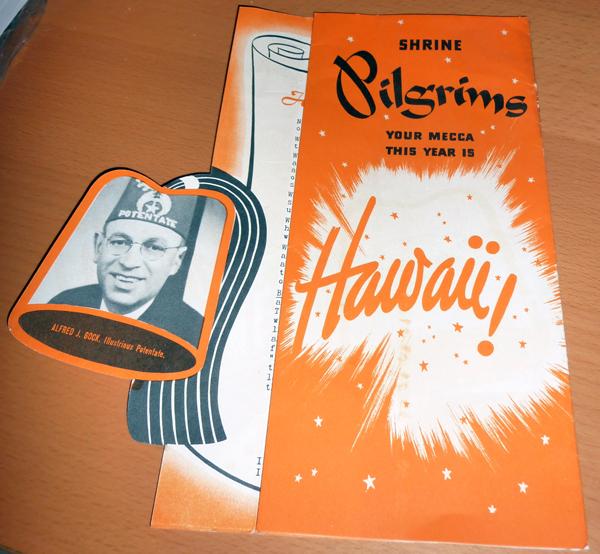 SHRINE
Pilgrims
YOUR MECCA
THIS YEAR IS
Hawaii!
POTENTATE
ALFRED J. GOCK, Illustrious Potentate.